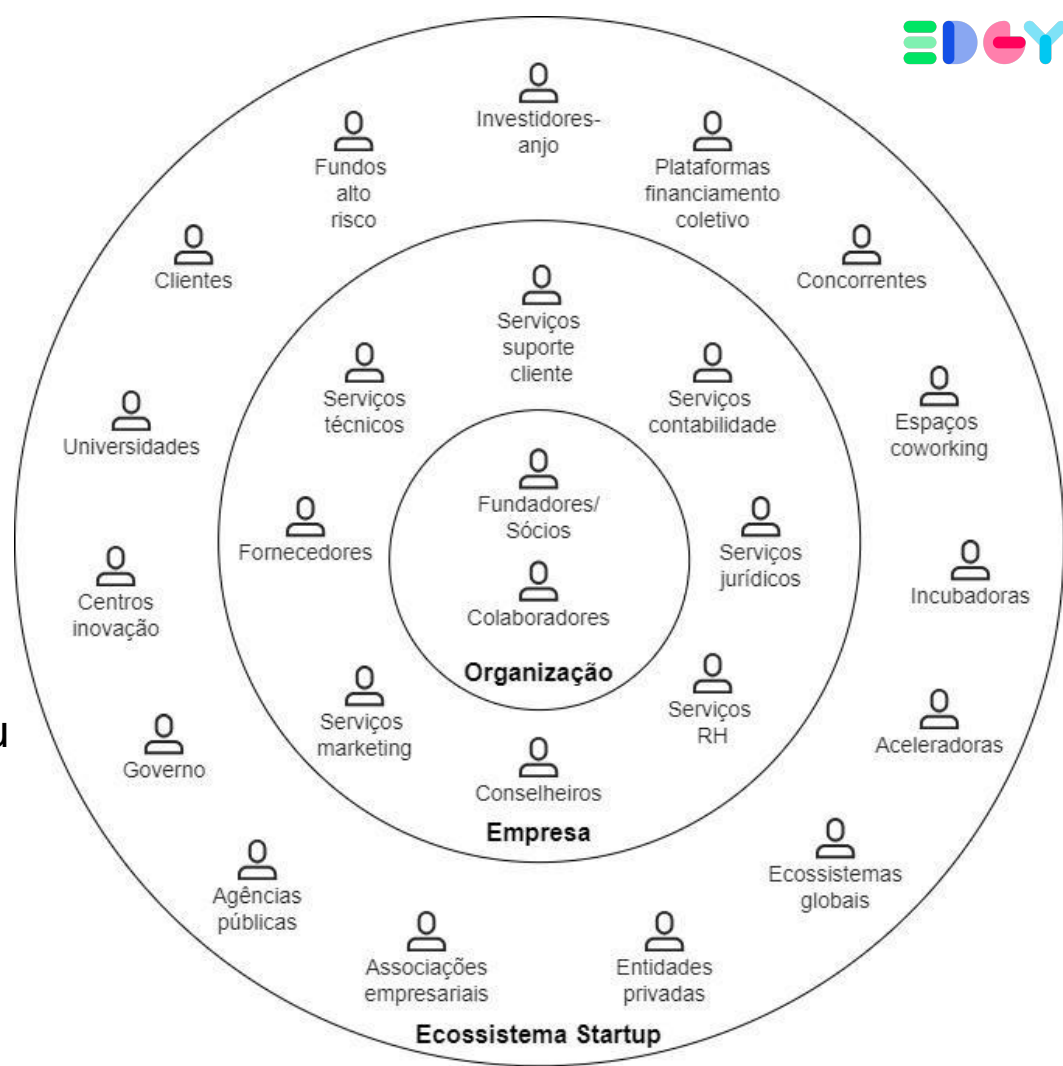 EDGY
Investidores-
anjo
Fundos
alto
risco
Plataformas
financiamento
coletivo
Clientes
Concorrentes
Serviços
suporte
cliente
Serviços
técnicos
Serviços
contabilidade
Universidades
Espaços
coworking
Fundadores/
Sócios
Fornecedores
Serviços
jurídicos
Centros
inovação
Colaboradores
Incubadoras
Organização
Serviços
marketing
Serviços
RH
u
Governo
Aceleradoras
Conselheiros
Empresa
Agências
públicas
Ecossistemas
globais
Associações
empresariais
Entidades
privadas
Ecossistema Startup